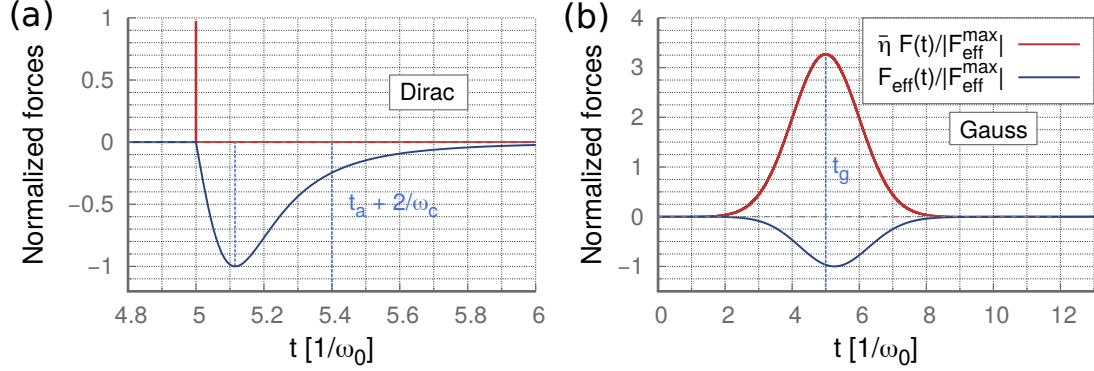 (a)
Normalized forces
1
0.5
0
−0.5
−1
Dirac
t_a + 2/ω_c
4.8 5 5.2 5.4 5.6 5.8 6
t [1/ω_0]
(b)
Normalized forces
4
3
2
1
0
−1
η̄ F(t)/|F_eff^max|
F_eff(t)/|F_eff^max|
Gauss
t_g
0 2 4 6 8 10 12
t [1/ω_0]